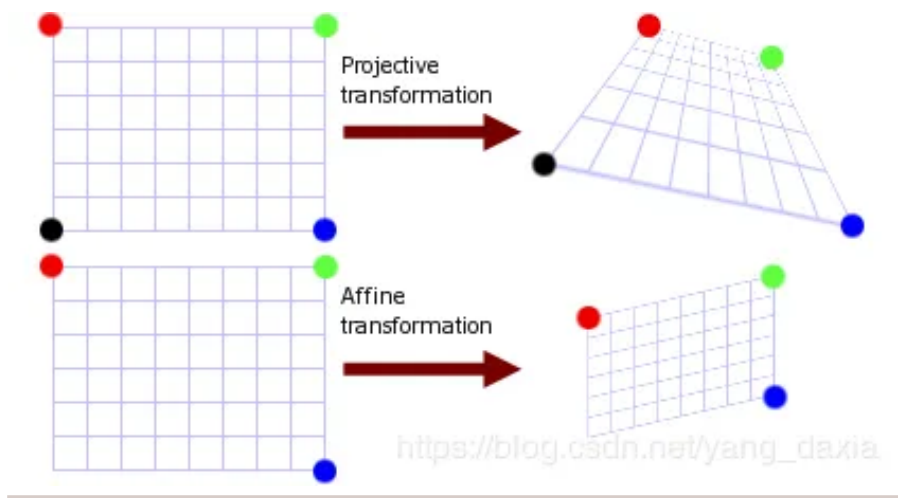 Projective
transformation
Affine
transformation
https://blog.csdn.net/yang_daxia